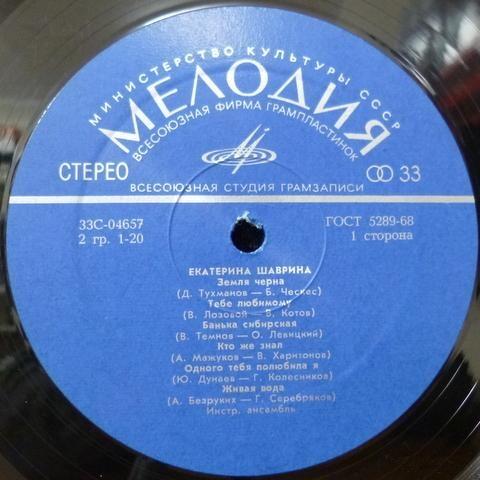 МИНИСТЕРСТВО КУЛЬТУРЫ СССР
МЕЛОДИЯ
ВСЕСОЮЗНАЯ ФИРМА ГРАМПЛАСТИНОК
СТЕРЕО
33
ВСЕСОЮЗНАЯ СТУДИЯ ГРАМЗАПИСИ
33С-04657
ГОСТ 5289-68
2 гр. 1-20
1 сторона
ЕКАТЕРИНА ШАВРИНА
Земля черна
(Д. Тухманов — Б. Ческес)
Тебе любимому
(В. Лозовой — В. Котов)
Банька сибирская
(В. Темнов — О. Левицкий)
Кто же знал
(А. Мажуков — В. Харитонов)
Одного тебя полюбила я
(Ю. Дунаев — Г. Колесников)
Живая вода
(А. Безруких — Г. Серебряков)
Инстр. ансамбль